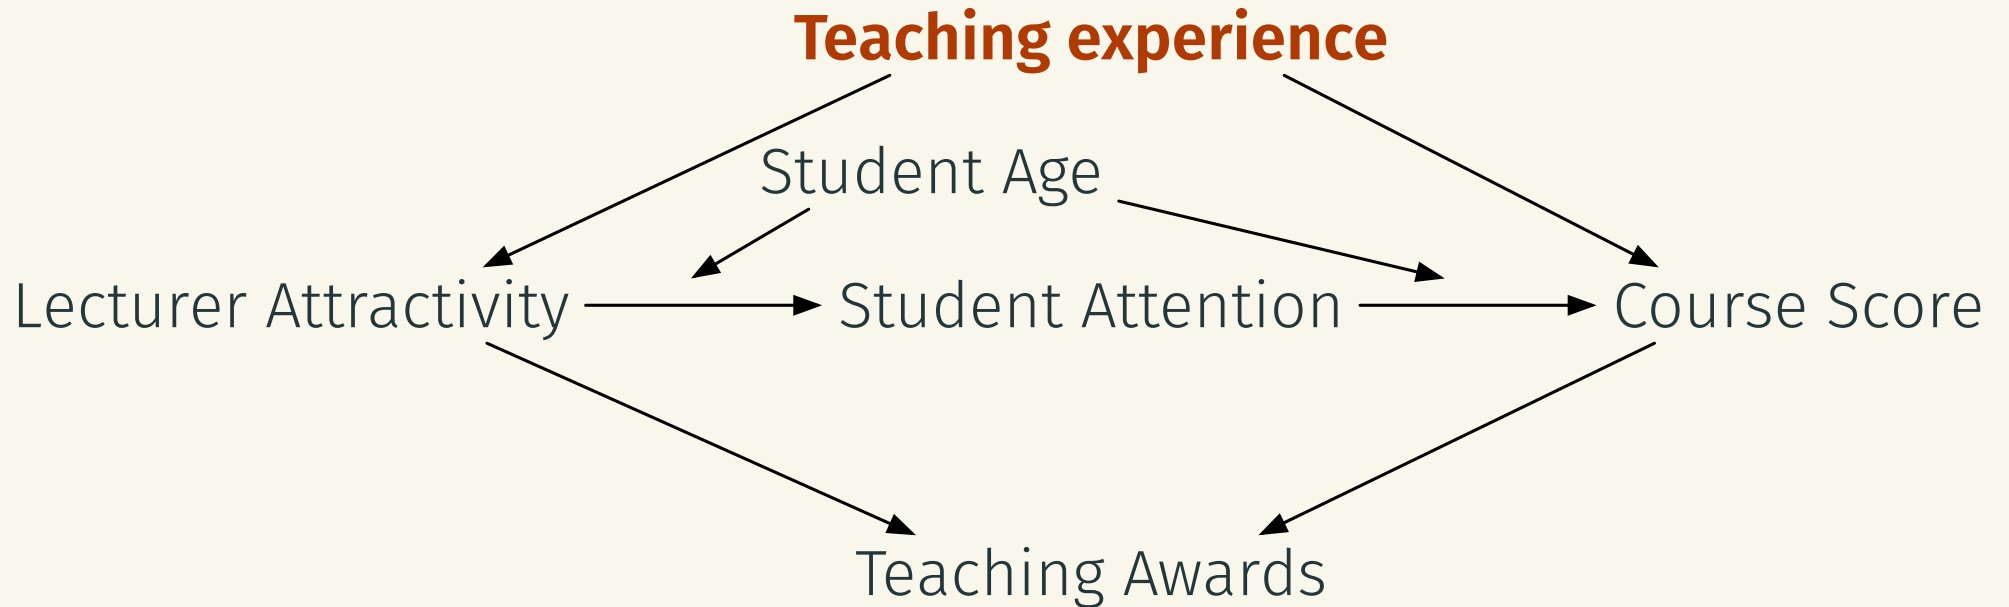 Teaching experience
Student Age
Lecturer Attractivity
Student Attention
Course Score
Teaching Awards